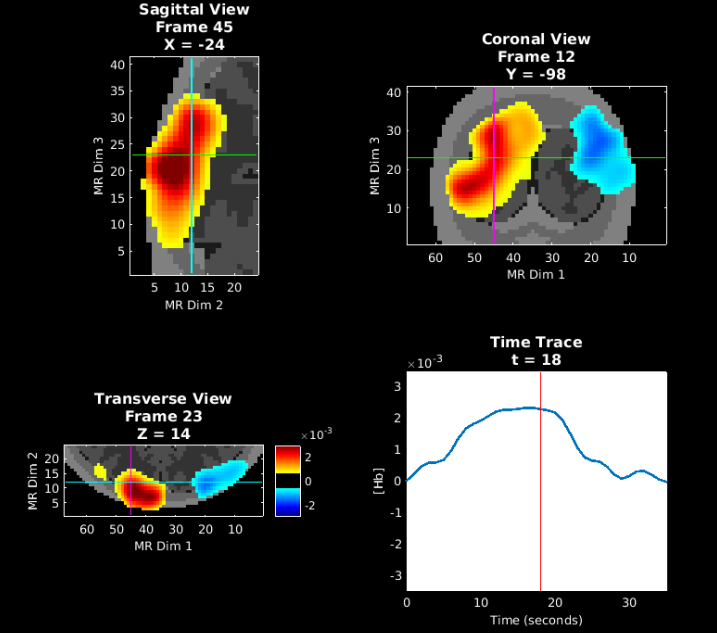 Sagittal View
Frame 45
X = -24
40
35
30
25
20
15
10
5
MR Dim 3
5 10 15 20
MR Dim 2
Coronal View
Frame 12
Y = -98
40
30
20
10
MR Dim 3
60 50 40 30 20 10
MR Dim 1
Transverse View
Frame 23
Z = 14
20
15
10
5
MR Dim 2
60 50 40 30 20 10
MR Dim 1
×10⁻³
2
0
-2
Time Trace
t = 18
×10⁻³
3
2
1
0
-1
-2
-3
[Hb]
0 10 20 30
Time (seconds)